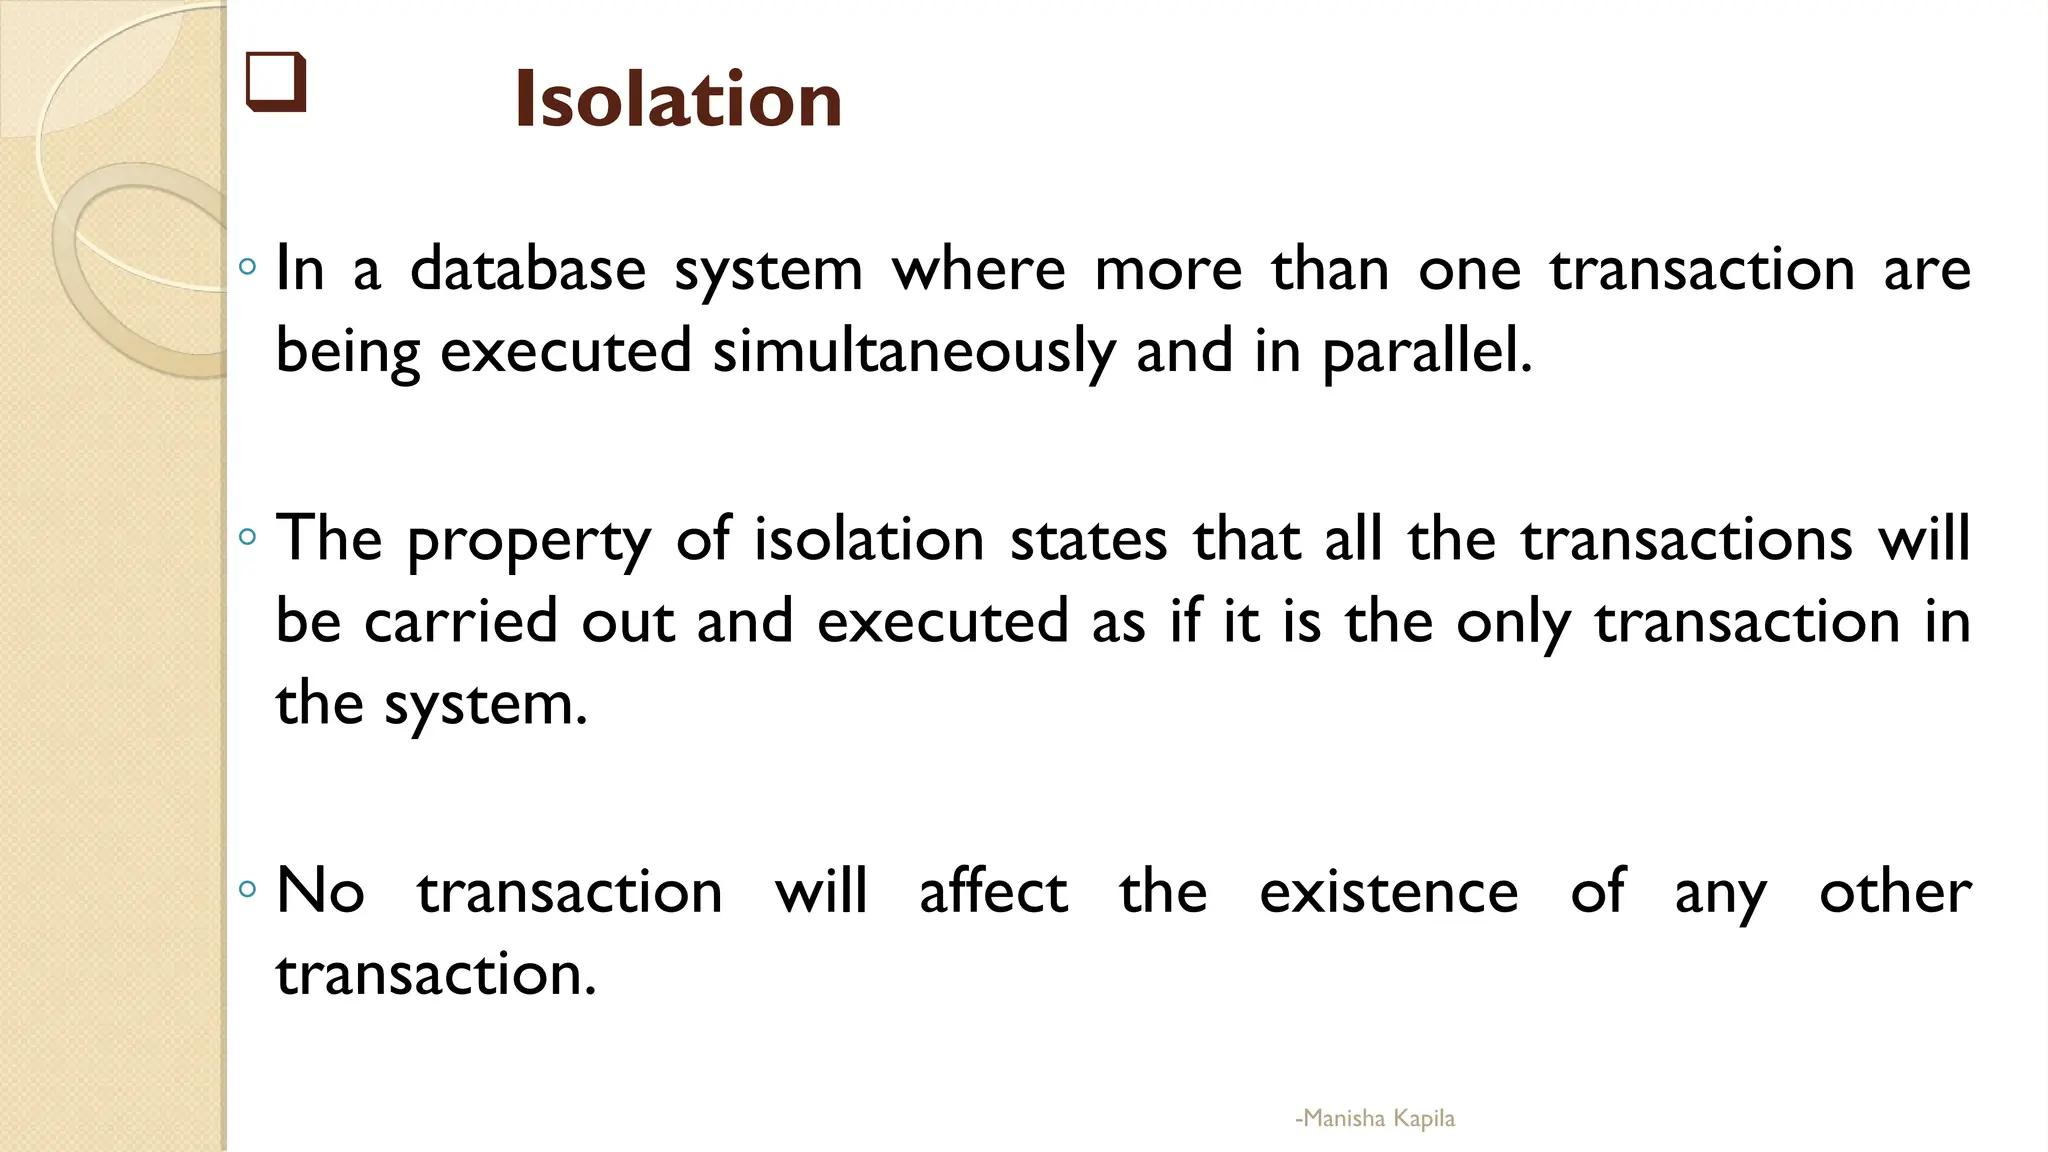 ❑ Isolation
◦ In a database system where more than one transaction are
being executed simultaneously and in parallel.
◦ The property of isolation states that all the transactions will
be carried out and executed as if it is the only transaction in
the system.
◦ No transaction will affect the existence of any other
transaction.
-Manisha Kapila